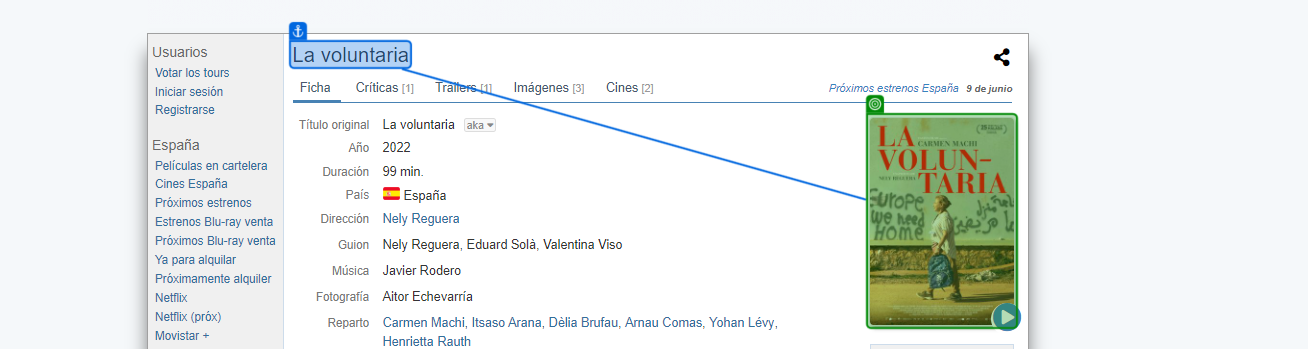 Usuarios
Votar los tours
Iniciar sesión
Registrarse
España
Películas en cartelera
Cines España
Próximos estrenos
Estrenos Blu-ray venta
Próximos Blu-ray venta
Ya para alquilar
Próximamente alquiler
Netflix
Netflix (próx)
Movistar +
La voluntaria
Ficha Críticas [1] Tráilers [1] Imágenes [3] Cines [2]
Próximos estrenos España 9 de junio
Título original La voluntaria aka
Año 2022
Duración 99 min.
País España
Dirección Nely Reguera
Guion Nely Reguera, Eduard Solà, Valentina Viso
Música Javier Rodero
Fotografía Aitor Echevarría
Reparto Carmen Machi, Itsaso Arana, Dèlia Brufau, Arnau Comas, Yohan Lévy,
Henrietta Rauth
LA
CARMEN MACHI
VOLUN-
NELY REGUERA
TARIA
EUROPE
we need
HOME